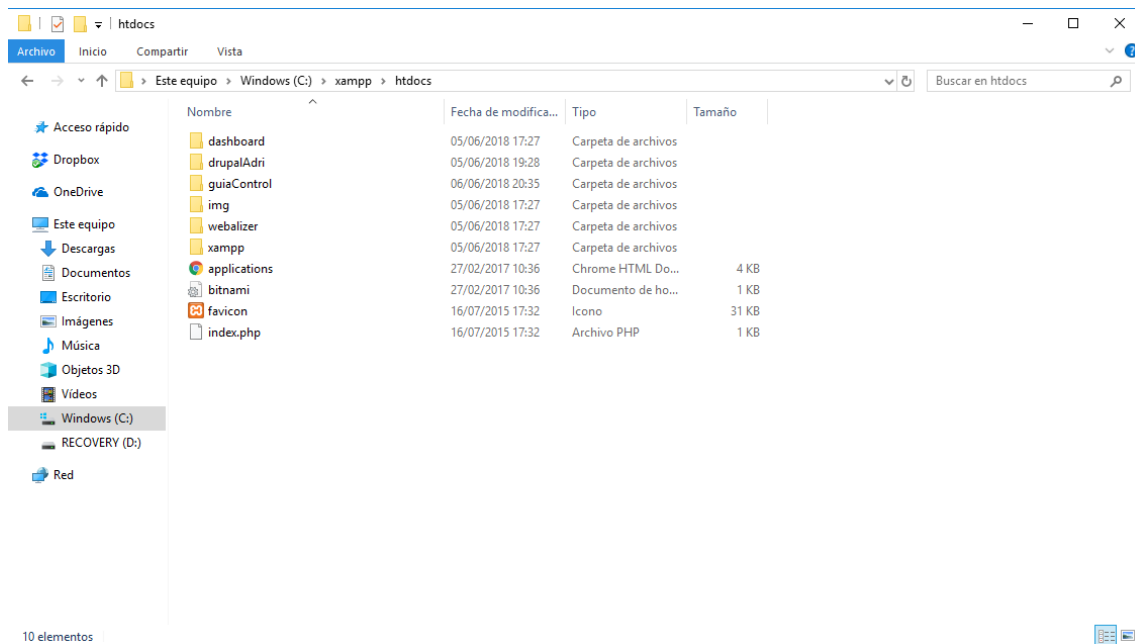 htdocs
Archivo Inicio Compartir Vista
Este equipo > Windows (C:) > xampp > htdocs Buscar en htdocs
Acceso rápido
Dropbox
OneDrive
Este equipo
Descargas
Documentos
Escritorio
Imágenes
Música
Objetos 3D
Vídeos
Windows (C:)
RECOVERY (D:)
Red
Nombre Fecha de modifica... Tipo Tamaño
dashboard 05/06/2018 17:27 Carpeta de archivos
drupalAdri 05/06/2018 19:28 Carpeta de archivos
guiaControl 06/06/2018 20:35 Carpeta de archivos
img 05/06/2018 17:27 Carpeta de archivos
webalizer 05/06/2018 17:27 Carpeta de archivos
xampp 05/06/2018 17:27 Carpeta de archivos
applications 27/02/2017 10:36 Chrome HTML Do... 4 KB
bitnami 27/02/2017 10:36 Documento de ho... 1 KB
favicon 16/07/2015 17:32 Icono 31 KB
index.php 16/07/2015 17:32 Archivo PHP 1 KB
10 elementos